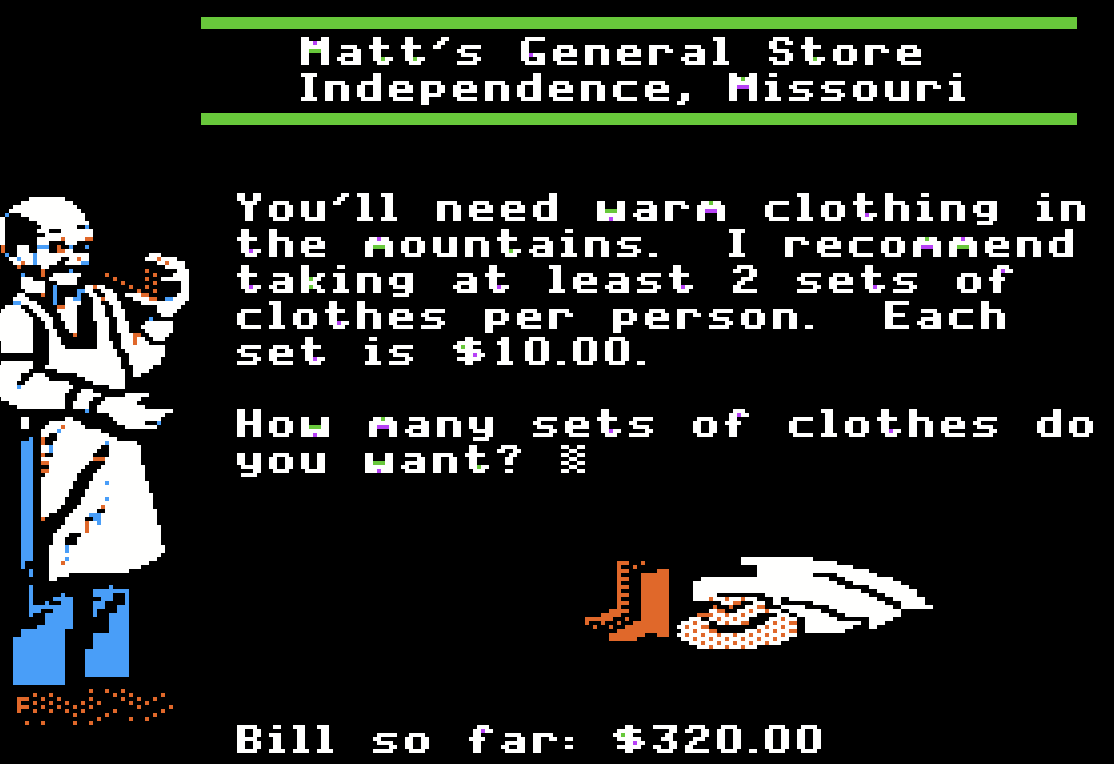 Matt's General Store
Independence, Missouri
You'll need warm clothing in
the mountains. I recommend
taking at least 2 sets of
clothes per person. Each
set is $10.00.
How many sets of clothes do
you want?
Bill so far: $320.00